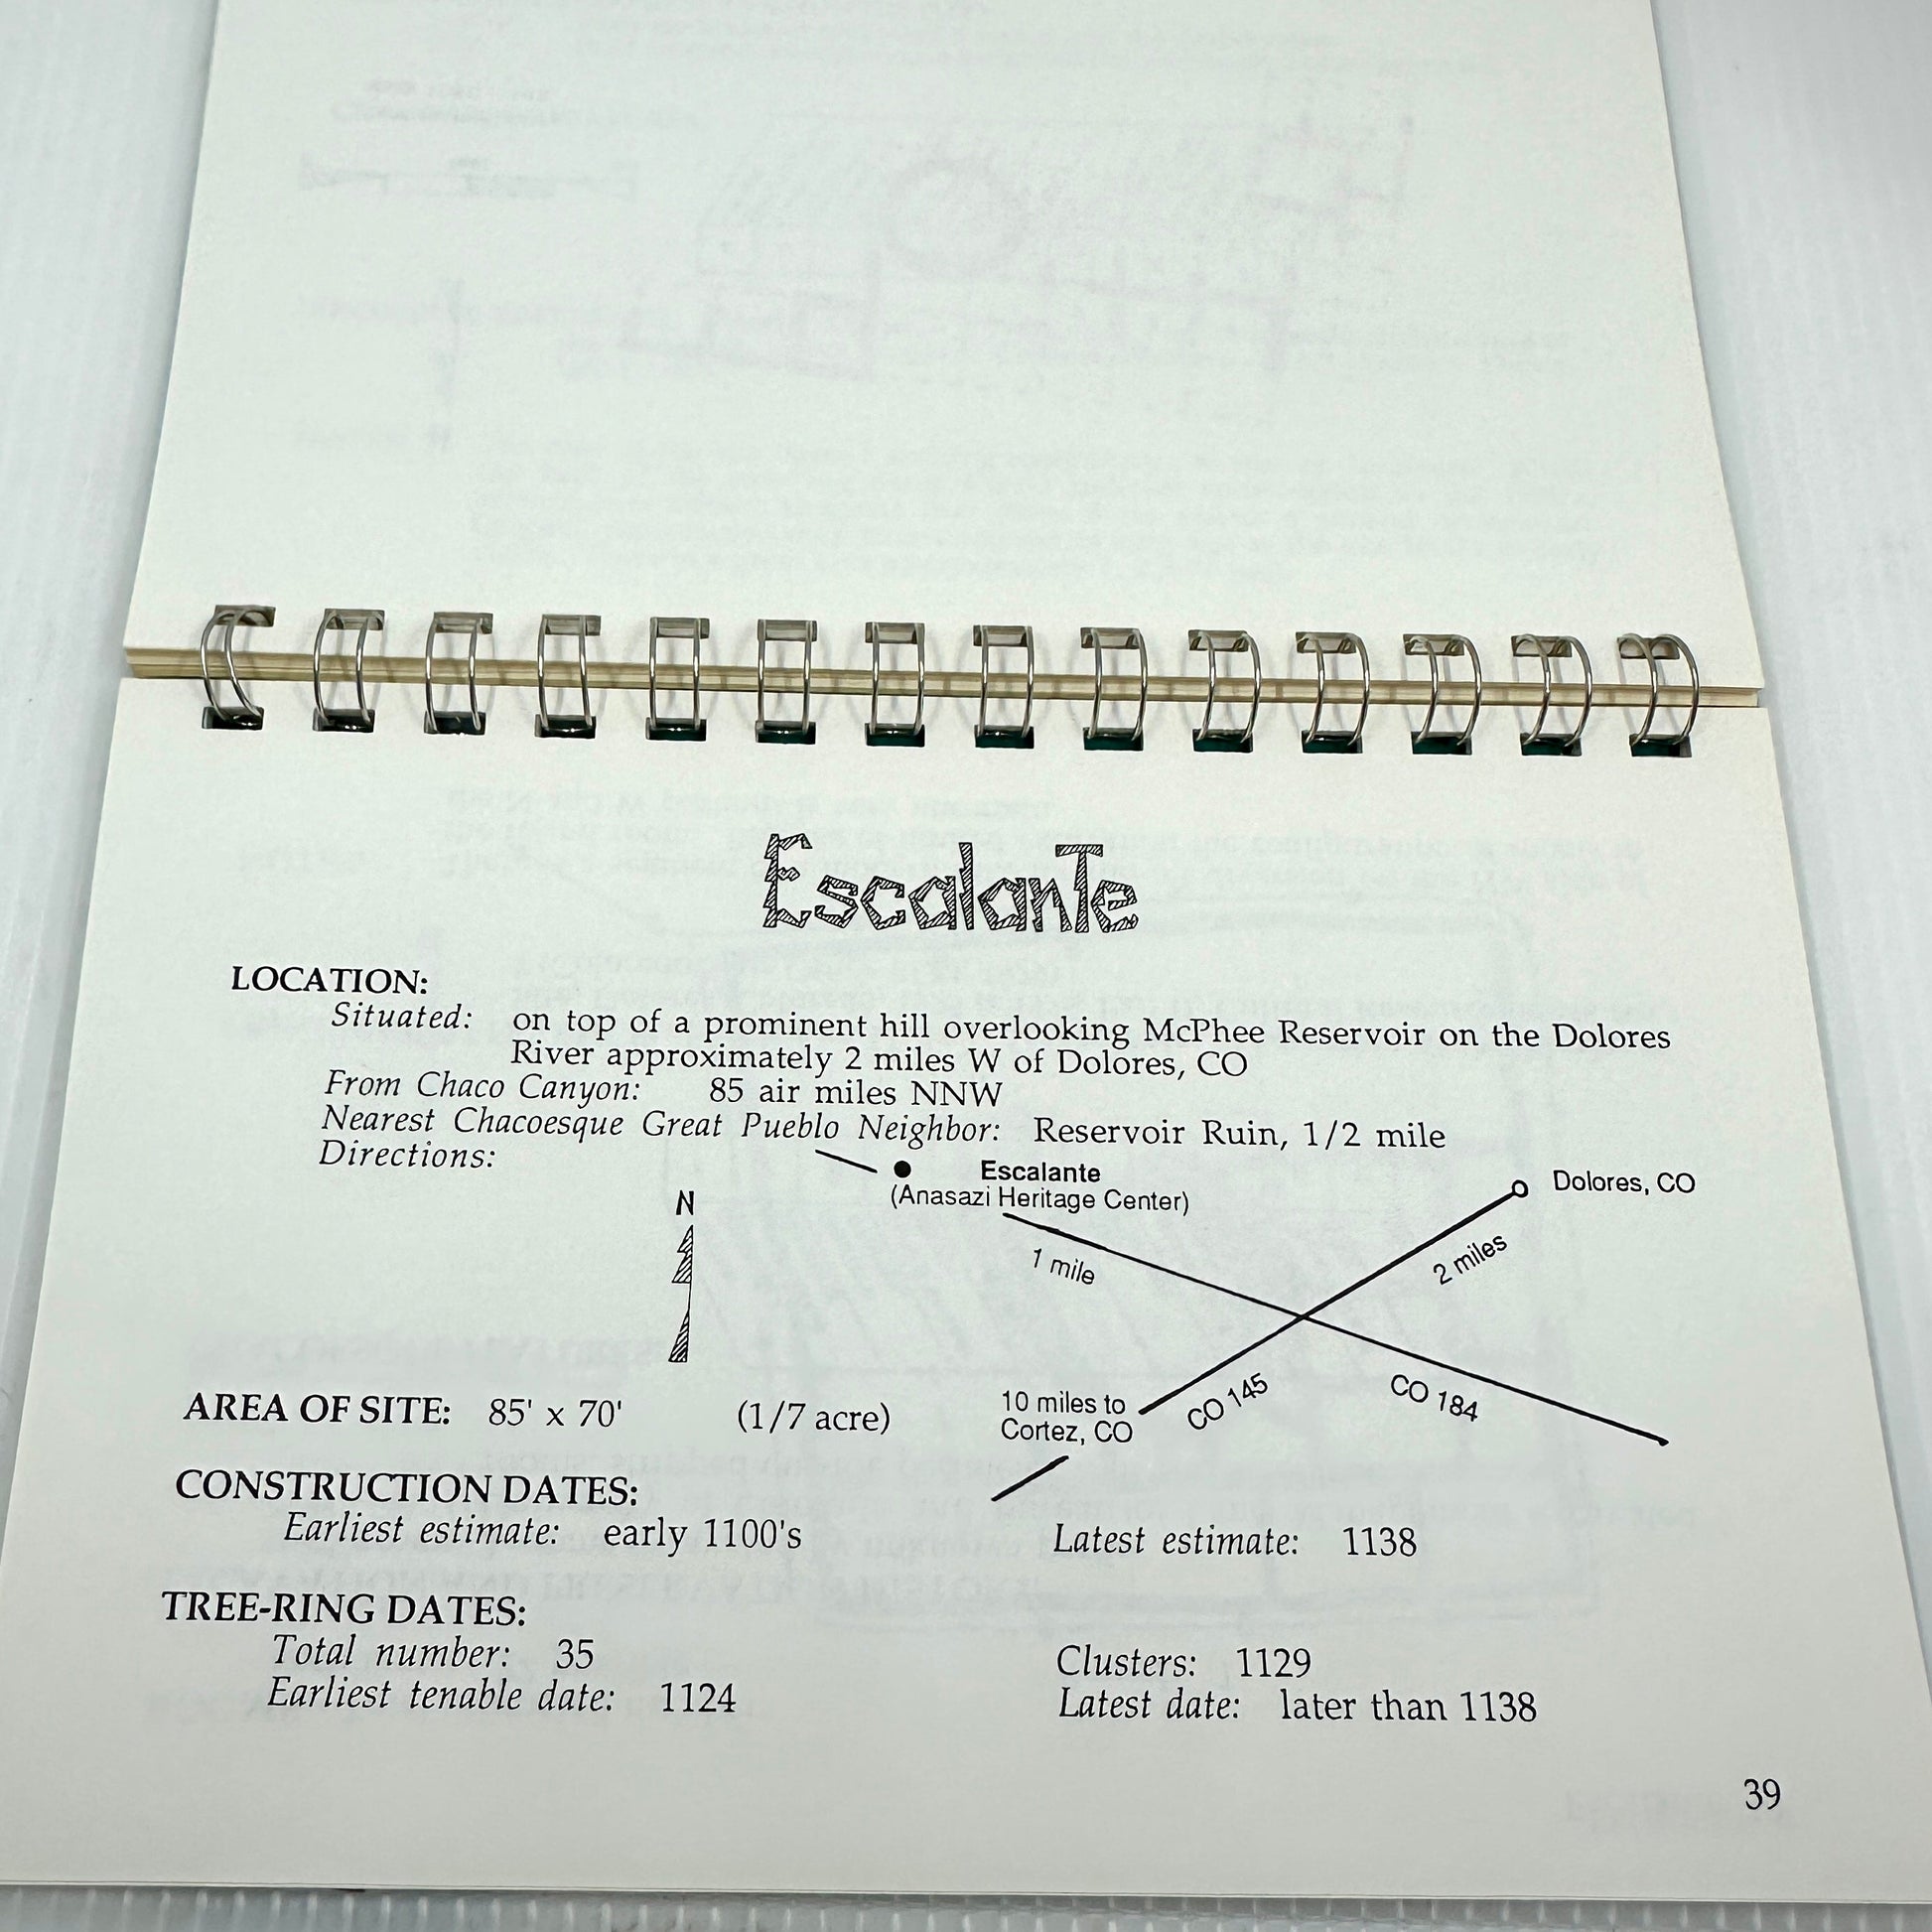 Escalante
LOCATION:
Situated: on top of a prominent hill overlooking McPhee Reservoir on the Dolores
River approximately 2 miles W of Dolores, CO
From Chaco Canyon: 85 air miles NNW
Nearest Chacoesque Great Pueblo Neighbor: Reservoir Ruin, 1/2 mile
Directions:
Escalante
(Anasazi Heritage Center)
Dolores, CO
N
1 mile
2 miles
10 miles to
Cortez, CO
CO 145
CO 184
AREA OF SITE: 85' x 70' (1/7 acre)
CONSTRUCTION DATES:
Earliest estimate: early 1100's Latest estimate: 1138
TREE-RING DATES:
Total number: 35 Clusters: 1129
Earliest tenable date: 1124 Latest date: later than 1138
39